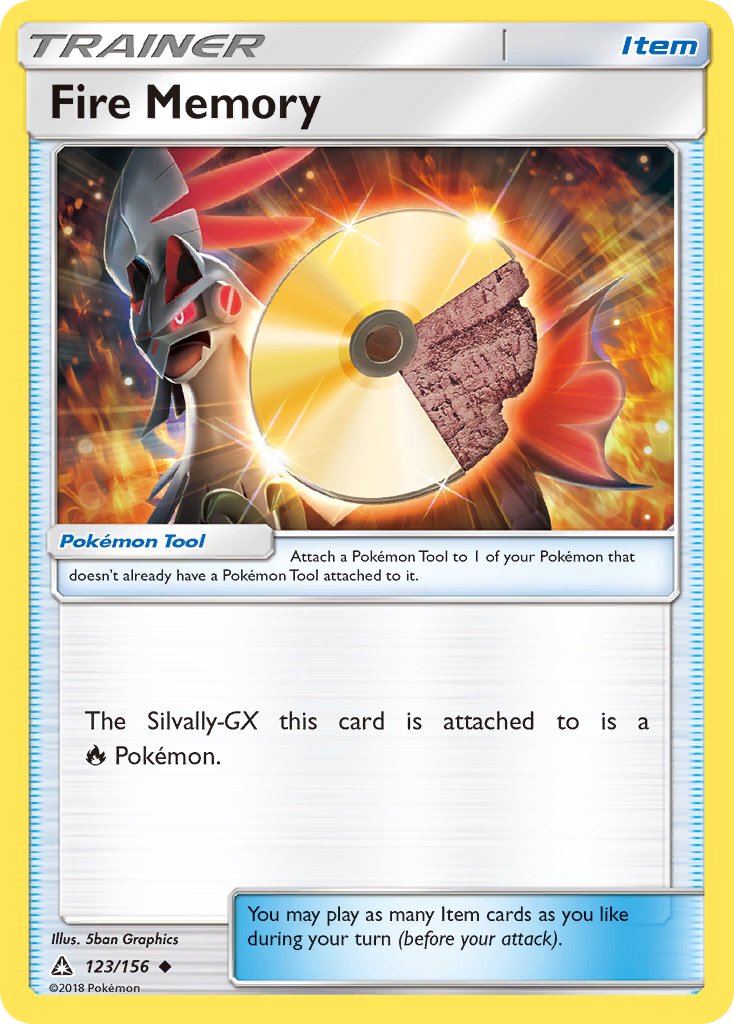 TRAINER
Item
Fire Memory
Pokémon Tool
Attach a Pokémon Tool to 1 of your Pokémon that
doesn't already have a Pokémon Tool attached to it.
The Silvally-GX this card is attached to is a
Pokémon.
You may play as many Item cards as you like
during your turn (before your attack).
Illus. 5ban Graphics
123/156
©2018 Pokémon